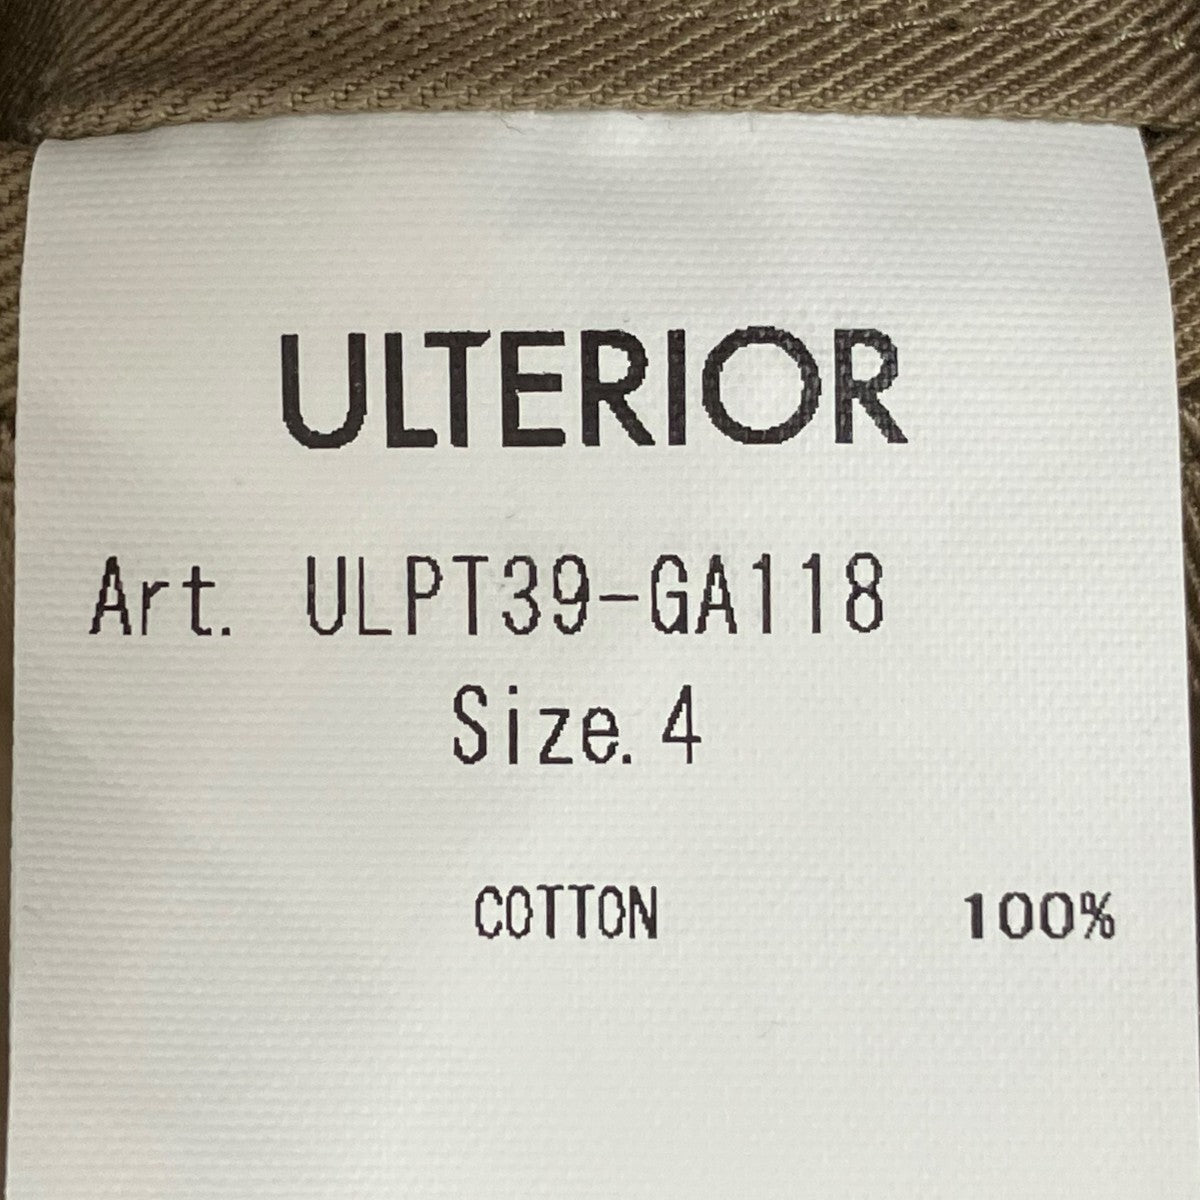 ULTERIOR
Art. ULPT39-GA118
Size. 4
COTTON 100%